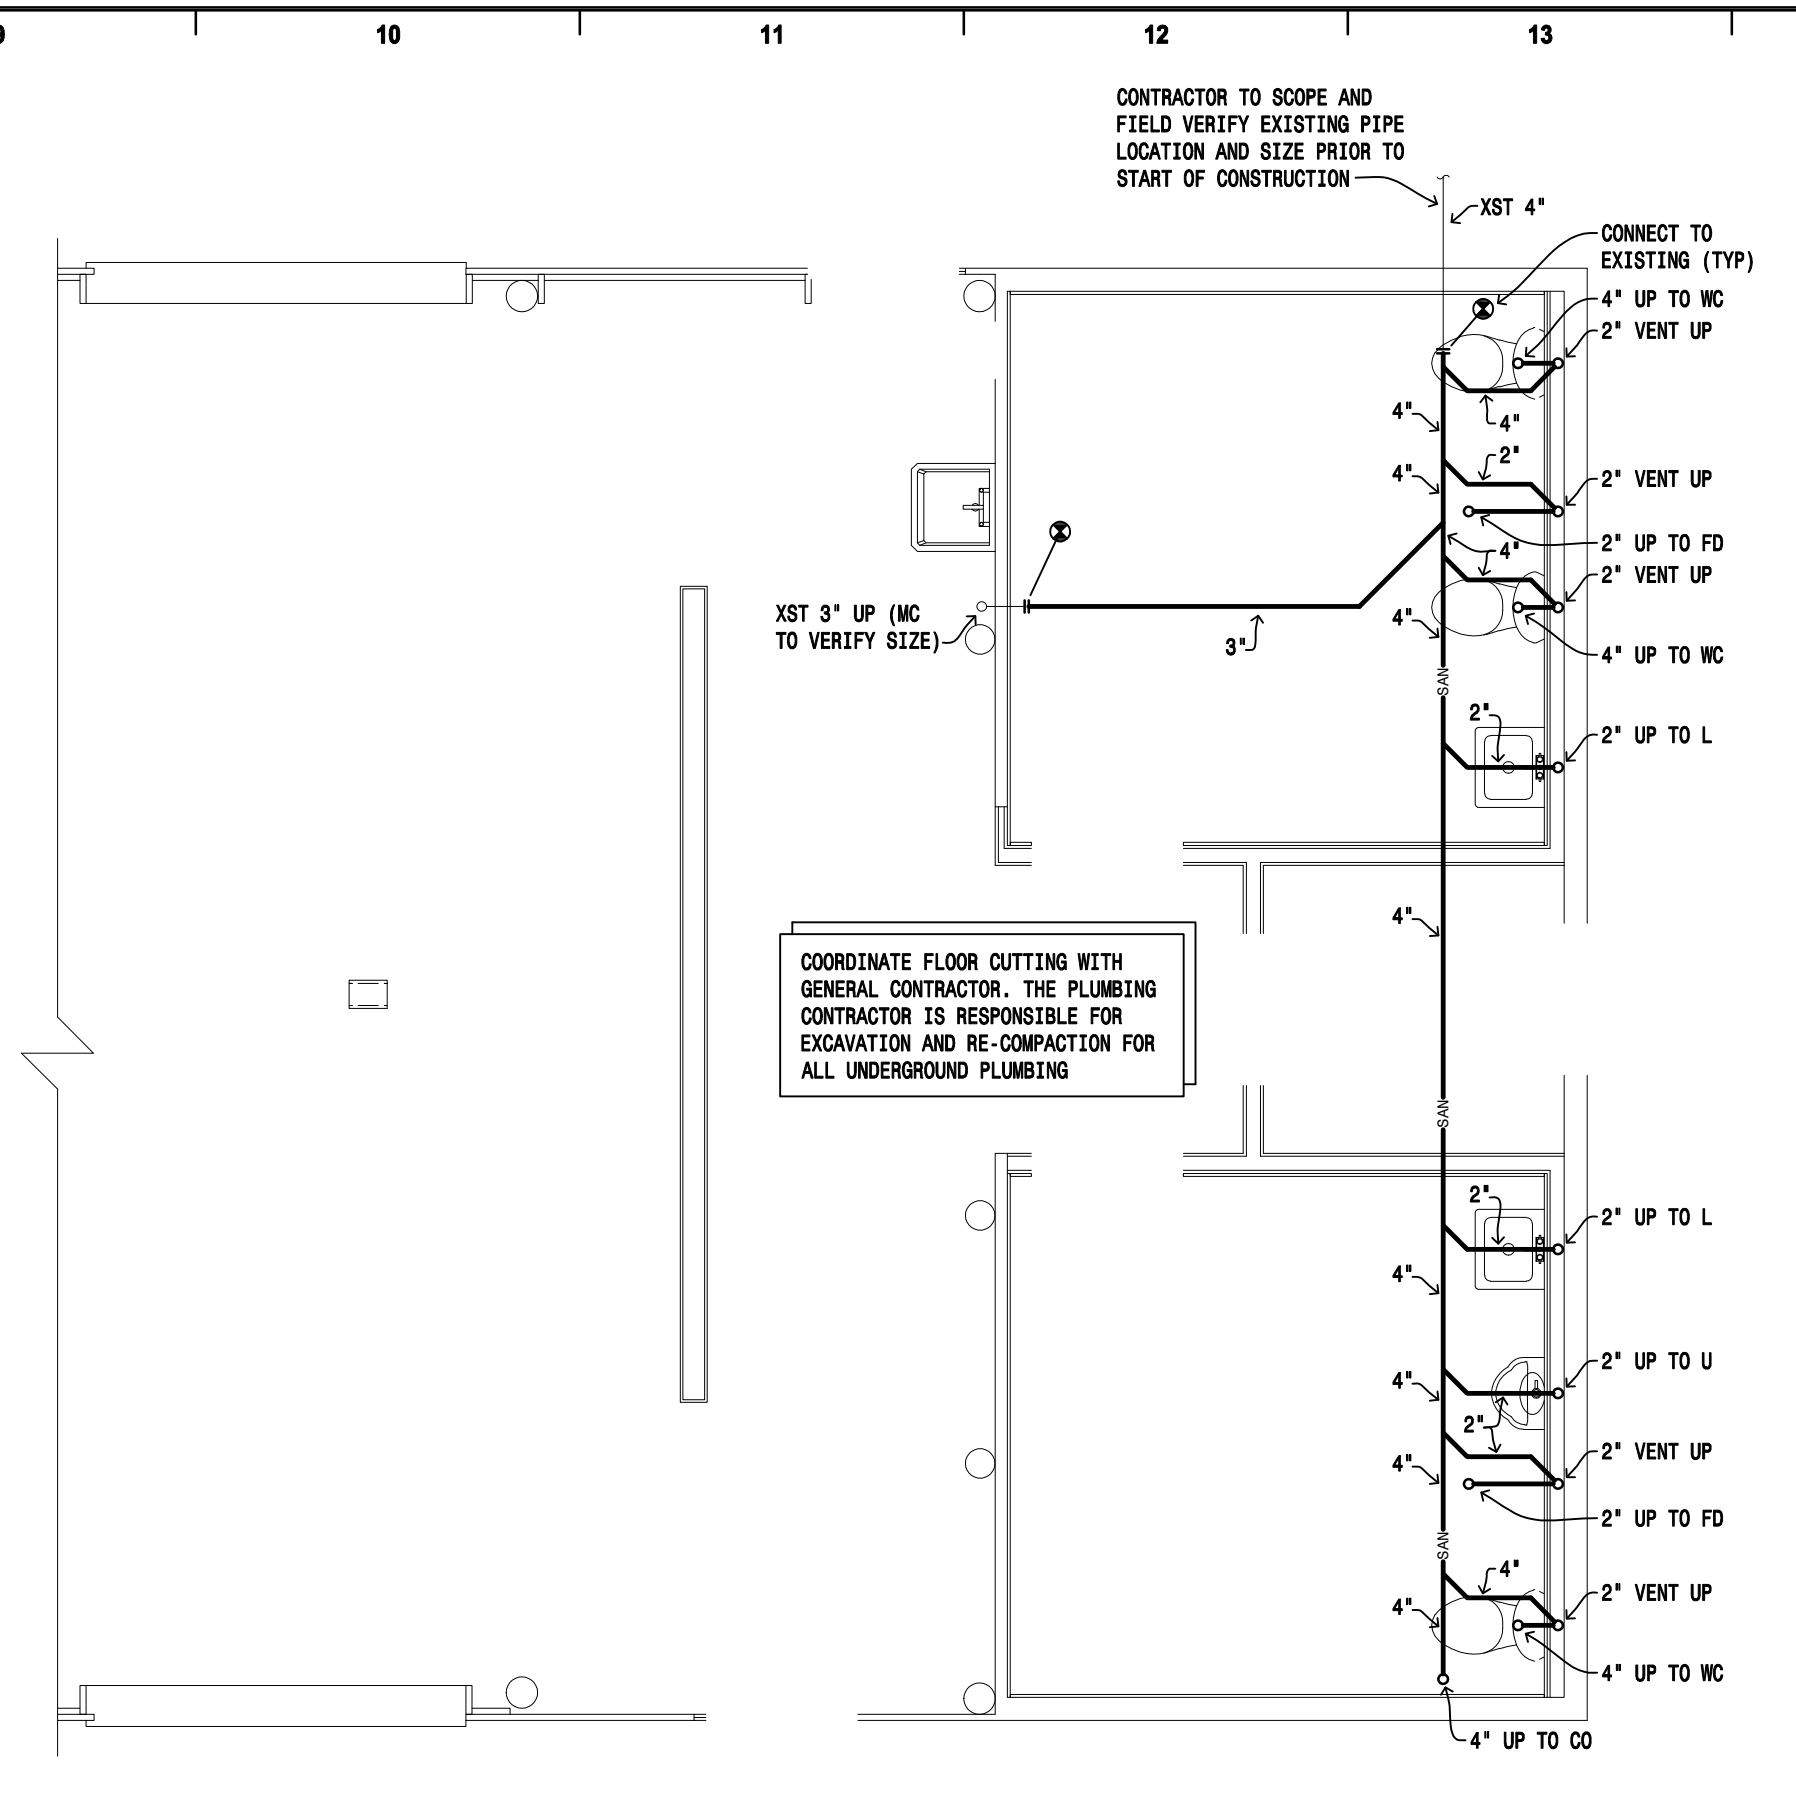 10
11
12
13
CONTRACTOR TO SCOPE AND
FIELD VERIFY EXISTING PIPE
LOCATION AND SIZE PRIOR TO
START OF CONSTRUCTION
XST 4"
CONNECT TO
EXISTING (TYP)
4" UP TO WC
2" VENT UP
4"
4"
2"
4"
2" VENT UP
2" UP TO FD
4"
2" VENT UP
XST 3" UP (MC
TO VERIFY SIZE)
3"
4"
4" UP TO WC
SAN
2"
2" UP TO L
4"
COORDINATE FLOOR CUTTING WITH
GENERAL CONTRACTOR. THE PLUMBING
CONTRACTOR IS RESPONSIBLE FOR
EXCAVATION AND RE-COMPACTION FOR
ALL UNDERGROUND PLUMBING
SAN
2"
2" UP TO L
4"
2" UP TO U
4"
2"
2" VENT UP
4"
2" UP TO FD
SAN
4"
2" VENT UP
4"
4" UP TO WC
4" UP TO CO